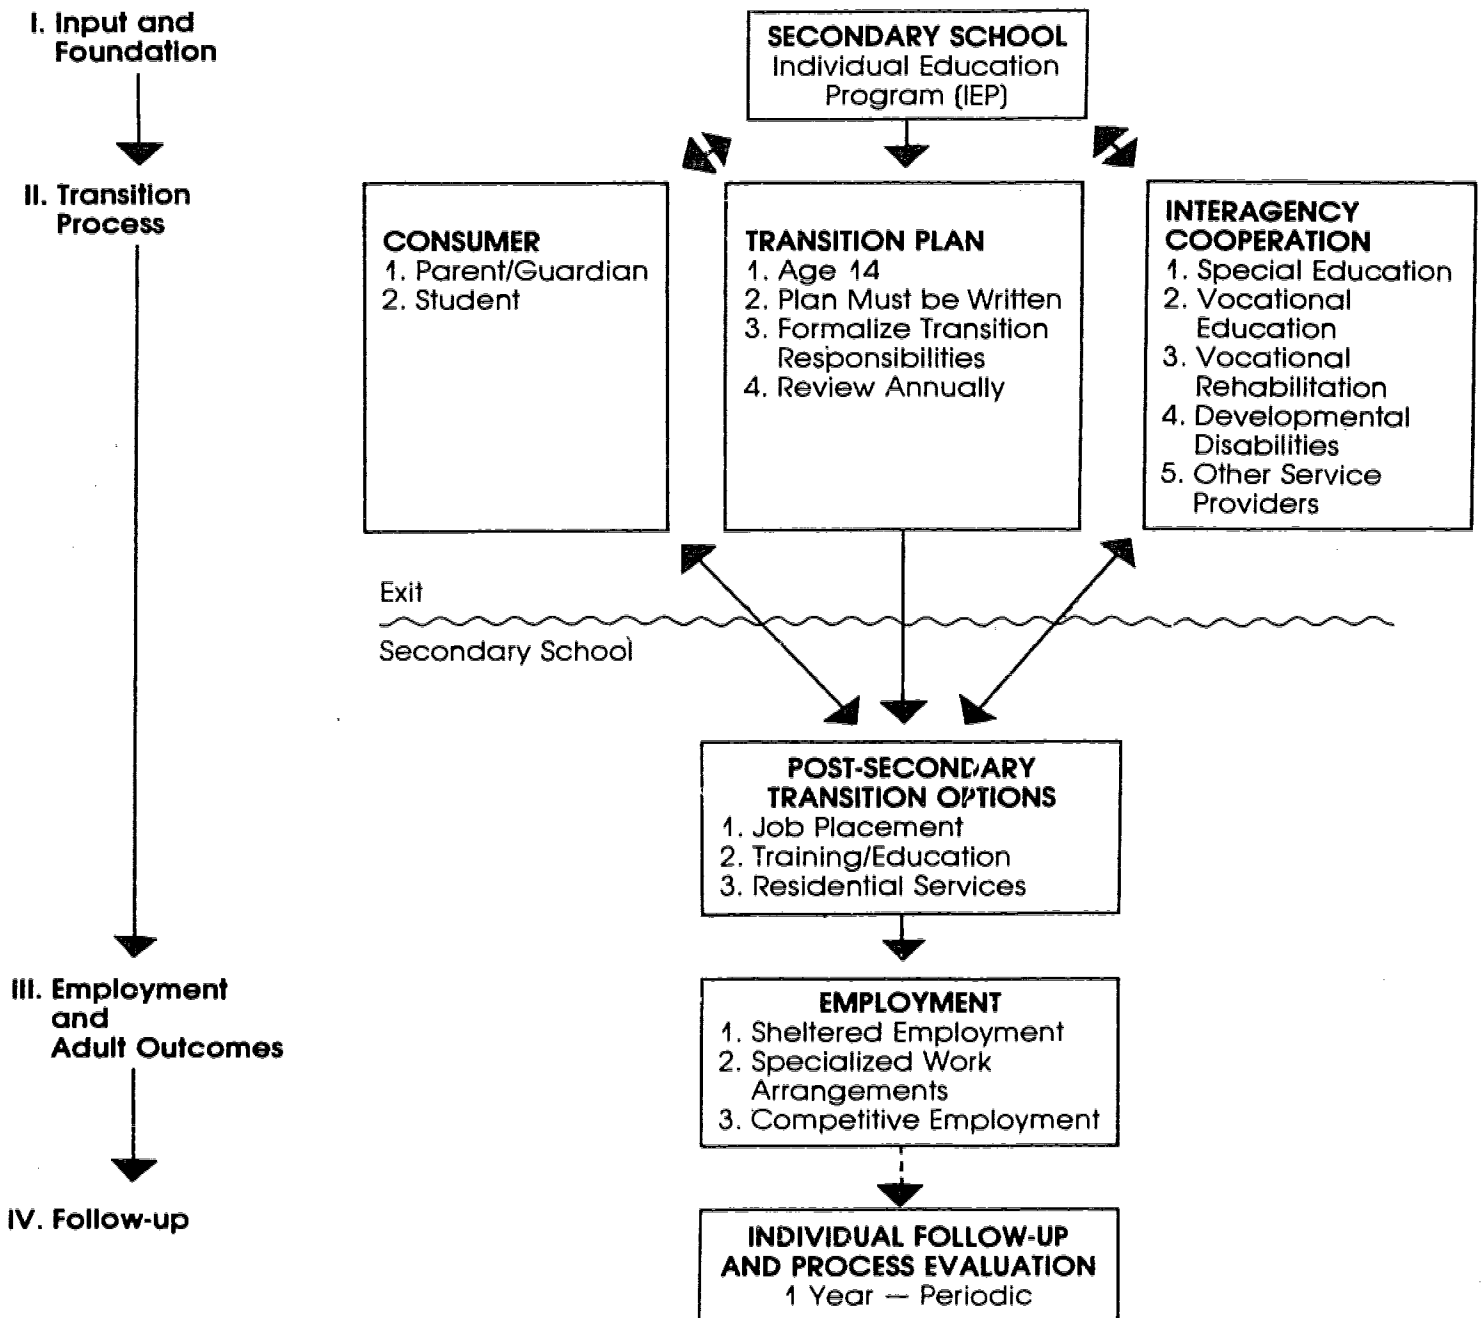 I. Input and
Foundation
SECONDARY SCHOOL
Individual Education
Program (IEP)
II. Transition
Process
CONSUMER
1. Parent/Guardian
2. Student
TRANSITION PLAN
1. Age 14
2. Plan Must be Written
3. Formalize Transition
Responsibilities
4. Review Annually
INTERAGENCY
COOPERATION
1. Special Education
2. Vocational
Education
3. Vocational
Rehabilitation
4. Developmental
Disabilities
5. Other Service
Providers
Exit
Secondary School
POST-SECONDARY
TRANSITION OPTIONS
1. Job Placement
2. Training/Education
3. Residential Services
III. Employment
and
Adult Outcomes
EMPLOYMENT
1. Sheltered Employment
2. Specialized Work
Arrangements
3. Competitive Employment
IV. Follow-up
INDIVIDUAL FOLLOW-UP
AND PROCESS EVALUATION
1 Year — Periodic